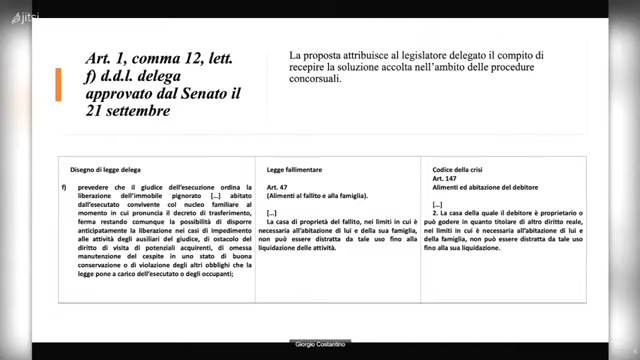 jitsi
Art. 1, comma 12, lett.
f) d.d.l. delega
approvato dal Senato il
21 settembre
La proposta attribuisce al legislatore delegato il compito di
recepire la soluzione accolta nell'ambito delle procedure
concorsuali.
Disegno di legge delega
f) prevedere che il giudice dell'esecuzione ordina la
liberazione dell'immobile pignorato [...] abitato
dall'esecutato convivente col nucleo familiare al
momento in cui pronuncia il decreto di trasferimento,
ferma restando comunque la possibilità di disporre
anticipatamente la liberazione nei casi di impedimento
alle attività degli ausiliari del giudice, di ostacolo del
diritto di visita di potenziali acquirenti, di omessa
manutenzione del cespite in uno stato di buona
conservazione o di violazione degli altri obblighi che la
legge pone a carico dell'esecutato o degli occupanti;
Legge fallimentare
Art. 47
(Alimenti al fallito e alla famiglia).
[...]
La casa di proprietà del fallito, nei limiti in cui è
necessaria all'abitazione di lui e della sua famiglia,
non può essere distratta da tale uso fino alla
liquidazione delle attività.
Codice della crisi
Art. 147
Alimenti ed abitazione del debitore
[...]
2. La casa della quale il debitore è proprietario o
può godere in quanto titolare di altro diritto reale,
nei limiti in cui è necessaria all'abitazione di lui e
della famiglia, non può essere distratta da tale uso
fino alla sua liquidazione.
Giorgio Costantino